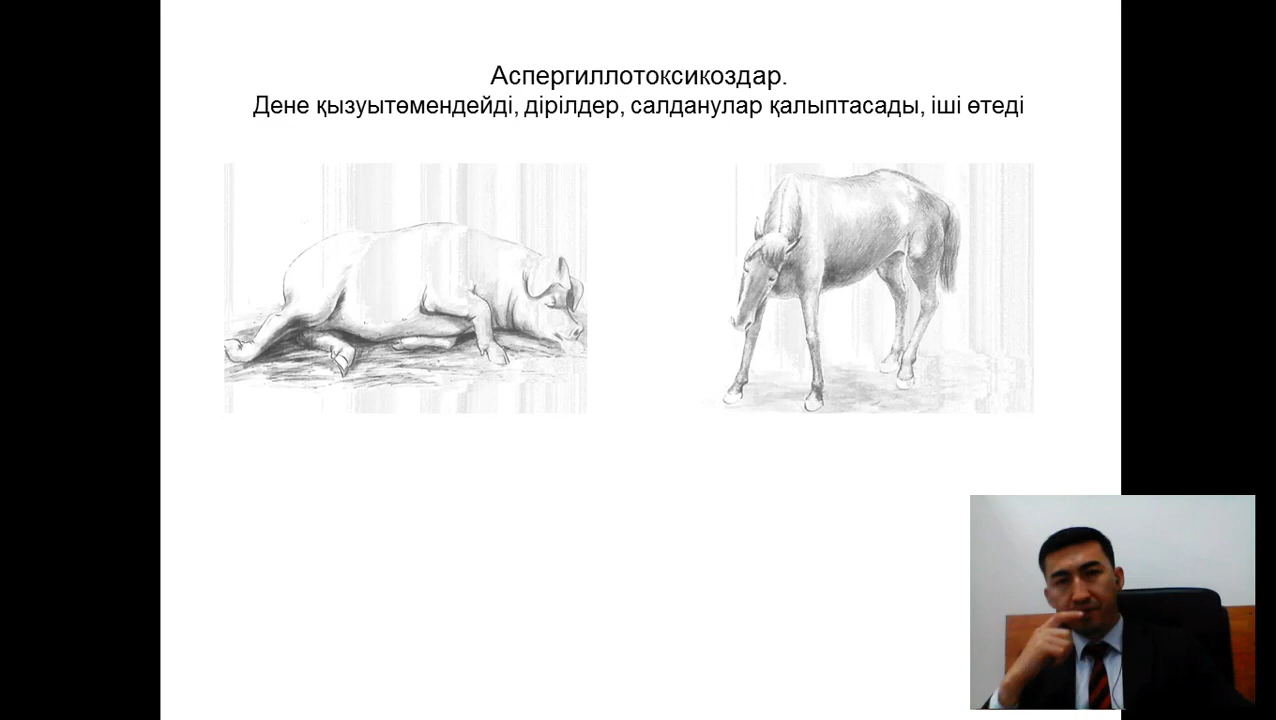 Аспергиллотоксикоздар.
Дене қызуытөмендейді, дірілдер, салданулар қалыптасады, іші өтеді